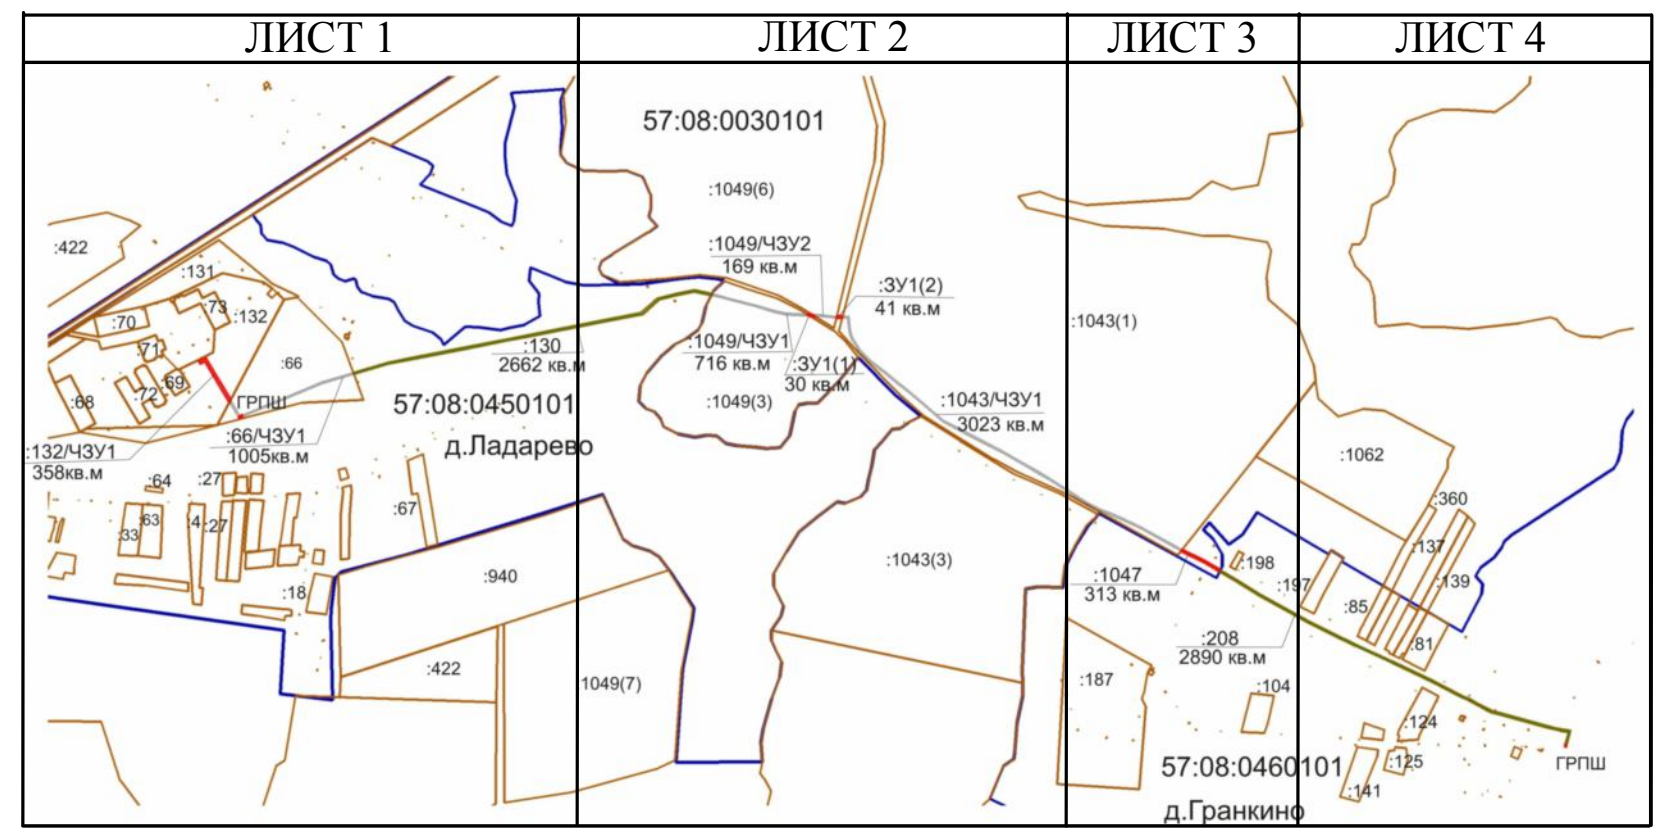 ЛИСТ 1
ЛИСТ 2
ЛИСТ 3
ЛИСТ 4
57:08:0030101
:1049(6)
:422
:1049/ЧЗУ2
169 кв.м
:131
:ЗУ1(2)
41 кв.м
:73
:132
:70
:1043(1)
:71
:66
:130
2662 кв.м
:1049/ЧЗУ1
716 кв.м
:ЗУ1(1)
30 кв.м
:69
:72
:68
ГРПШ
57:08:0450101
:1049(3)
:1043/ЧЗУ1
3023 кв.м
:66/ЧЗУ1
1005кв.м
д.Ладарево
:132/ЧЗУ1
358кв.м
:1062
:64
:27
:67
:360
:63
:33
:4
:27
:137
:1043(3)
:198
:1047
313 кв.м
:940
:197
:139
:18
:85
:208
2890 кв.м
:81
:422
1049(7)
:187
:104
:124
57:08:0460101
:125
ГРПШ
:141
д.Гранкино